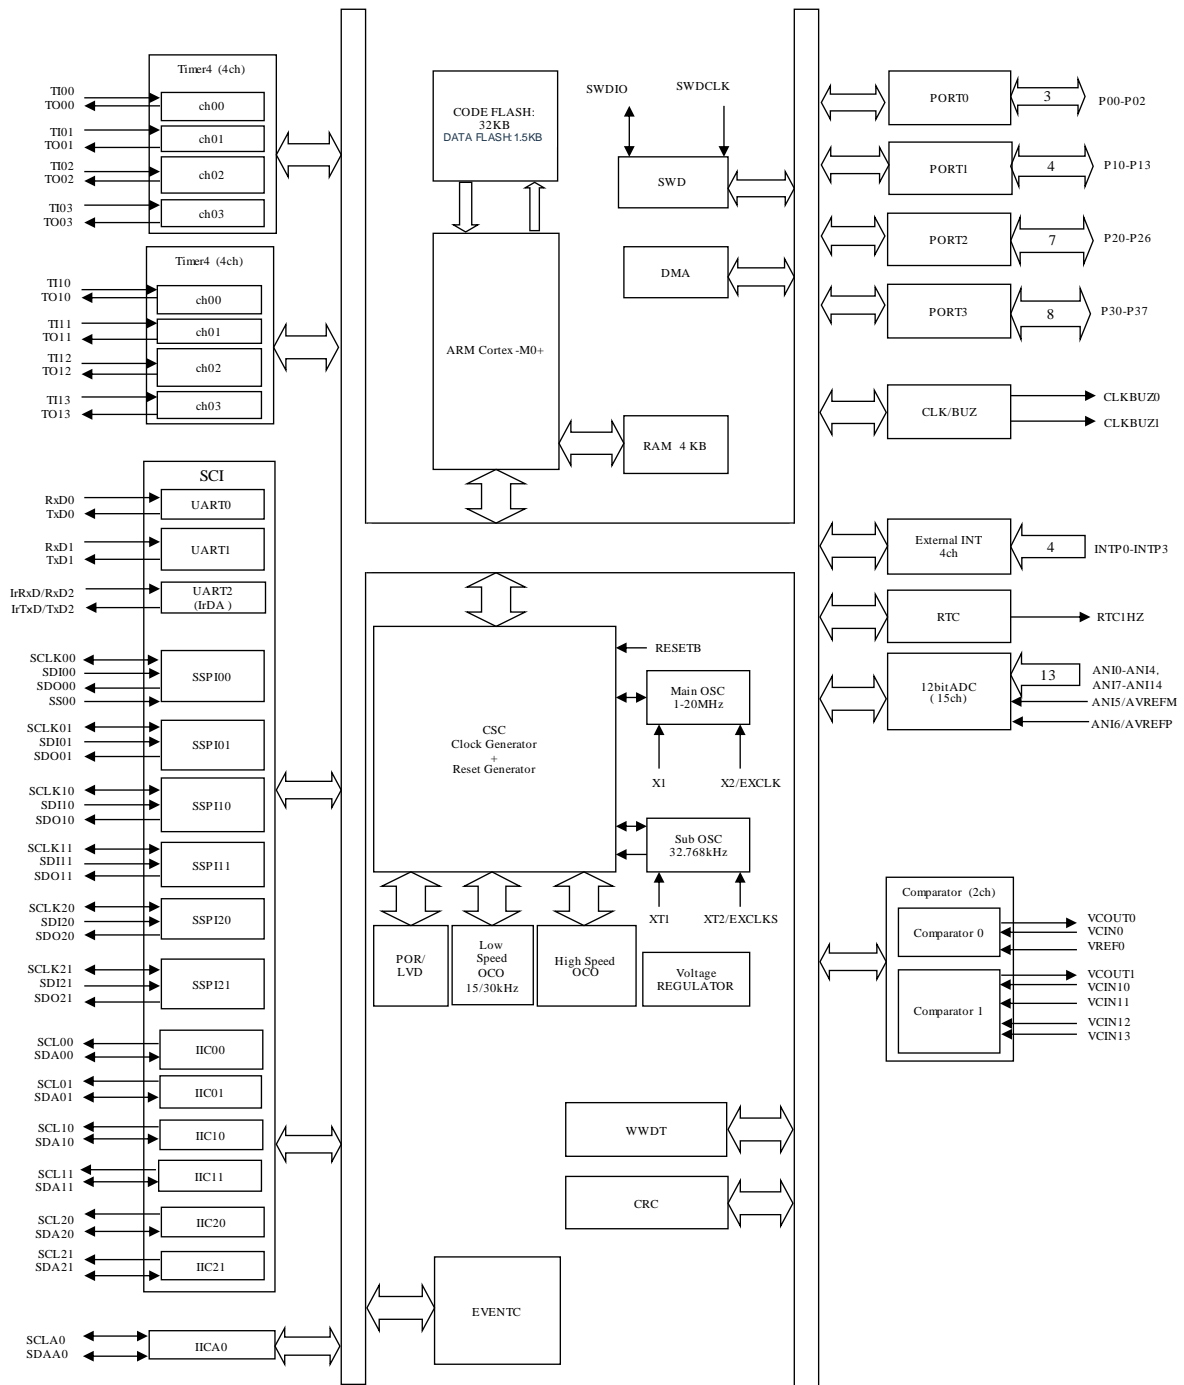 Timer4 (4ch)
TI00
TO00
ch00
TI01
TO01
ch01
TI02
TO02
ch02
TI03
TO03
ch03
Timer4 (4ch)
TI10
TO10
ch00
TI11
TO11
ch01
TI12
TO12
ch02
TI13
TO13
ch03
SCI
RxD0
TxD0
UART0
RxD1
TxD1
UART1
IrRxD/RxD2
IrTxD/TxD2
UART2
(IrDA)
SCLK00
SDI00
SDO00
SS00
SSPI00
SCLK01
SDI01
SDO01
SSPI01
SCLK10
SDI10
SDO10
SSPI10
SCLK11
SDI11
SDO11
SSPI11
SCLK20
SDI20
SDO20
SSPI20
SCLK21
SDI21
SDO21
SSPI21
SCL00
SDA00
IIC00
SCL01
SDA01
IIC01
SCL10
SDA10
IIC10
SCL11
SDA11
IIC11
SCL20
SDA20
IIC20
SCL21
SDA21
IIC21
SCLA0
SDAA0
IICA0
CODE FLASH:
32KB
DATA FLASH:1.5KB
SWDIO
SWDCLK
SWD
DMA
ARM Cortex-M0+
RAM 4 KB
CSC
Clock Generator
+
Reset Generator
RESETB
Main OSC
1-20MHz
X1
X2/EXCLK
Sub OSC
32.768kHz
XT1
XT2/EXCLKS
POR/
LVD
Low
Speed
OCO
15/30kHz
High Speed
OCO
Voltage
REGULATOR
WWDT
CRC
EVENTC
PORT0
3
P00-P02
PORT1
4
P10-P13
PORT2
7
P20-P26
PORT3
8
P30-P37
CLK/BUZ
CLKBUZ0
CLKBUZ1
External INT
4ch
4
INTP0-INTP3
RTC
RTC1HZ
12bitADC
(15ch)
13
ANI0-ANI4,
ANI7-ANI14
ANI5/AVREFM
ANI6/AVREFP
Comparator (2ch)
Comparator 0
VCOUT0
VCIN0
VREF0
Comparator 1
VCOUT1
VCIN10
VCIN11
VCIN12
VCIN13